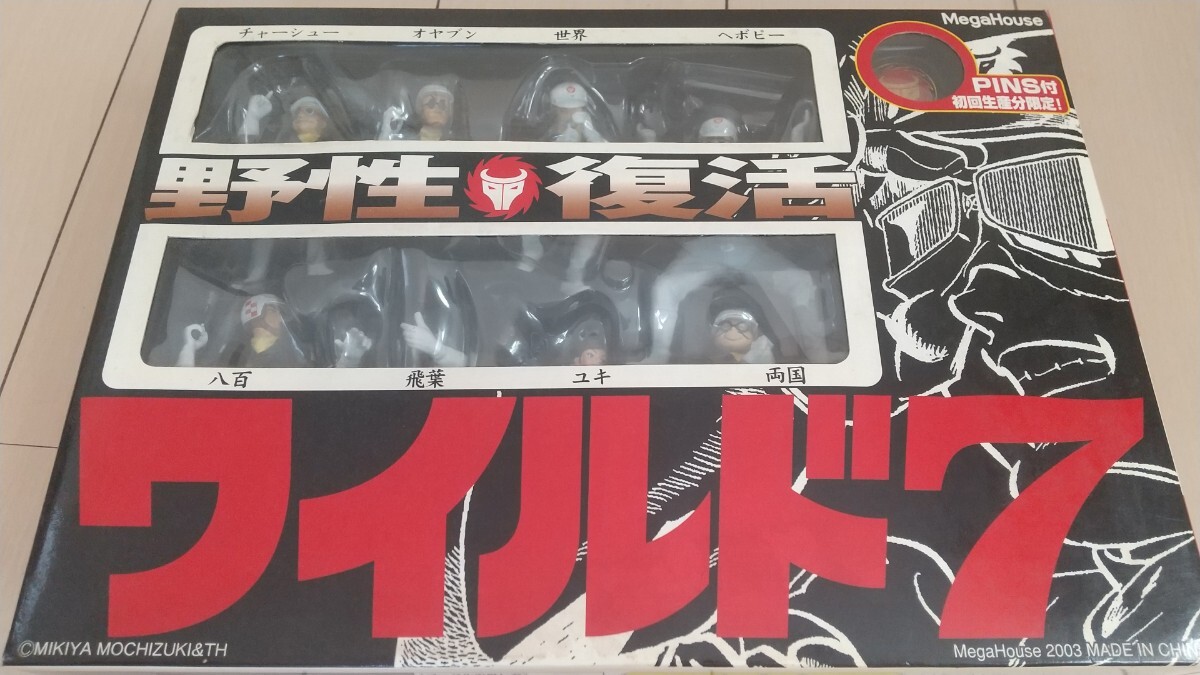 チャーシュー オヤブン 世界 ヘボピー
MegaHouse
PINS付
初回生産分限定!
野性復活
八百 飛葉 ユキ 両国
ワイルド7
©MIKIYA MOCHIZUKI&TH
MegaHouse 2003 MADE IN CHIN